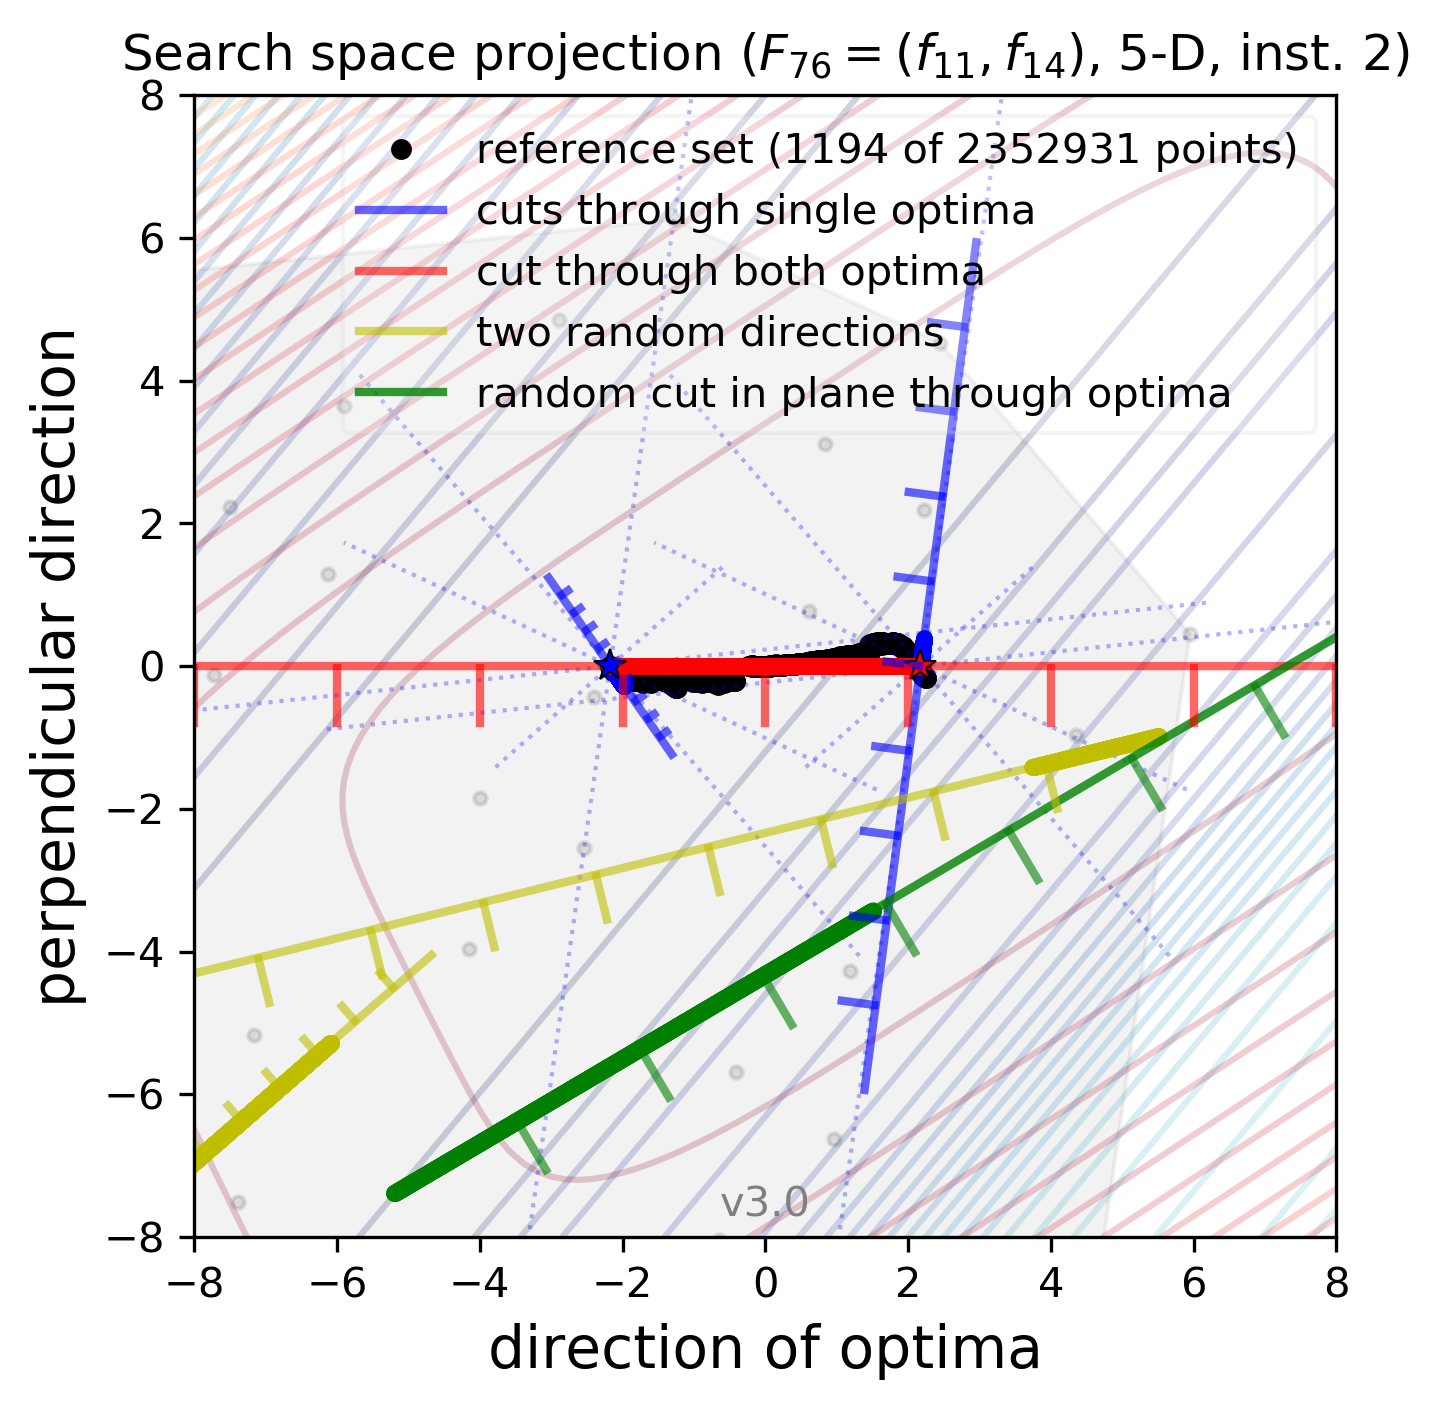 Search space projection (F₇₆ = (f₁₁, f₁₄), 5-D, inst. 2)
8
6
4
2
0
−2
−4
−6
−8
perpendicular direction
reference set (1194 of 2352931 points)
cuts through single optima
cut through both optima
two random directions
random cut in plane through optima
v3.0
−8 −6 −4 −2 0 2 4 6 8
direction of optima